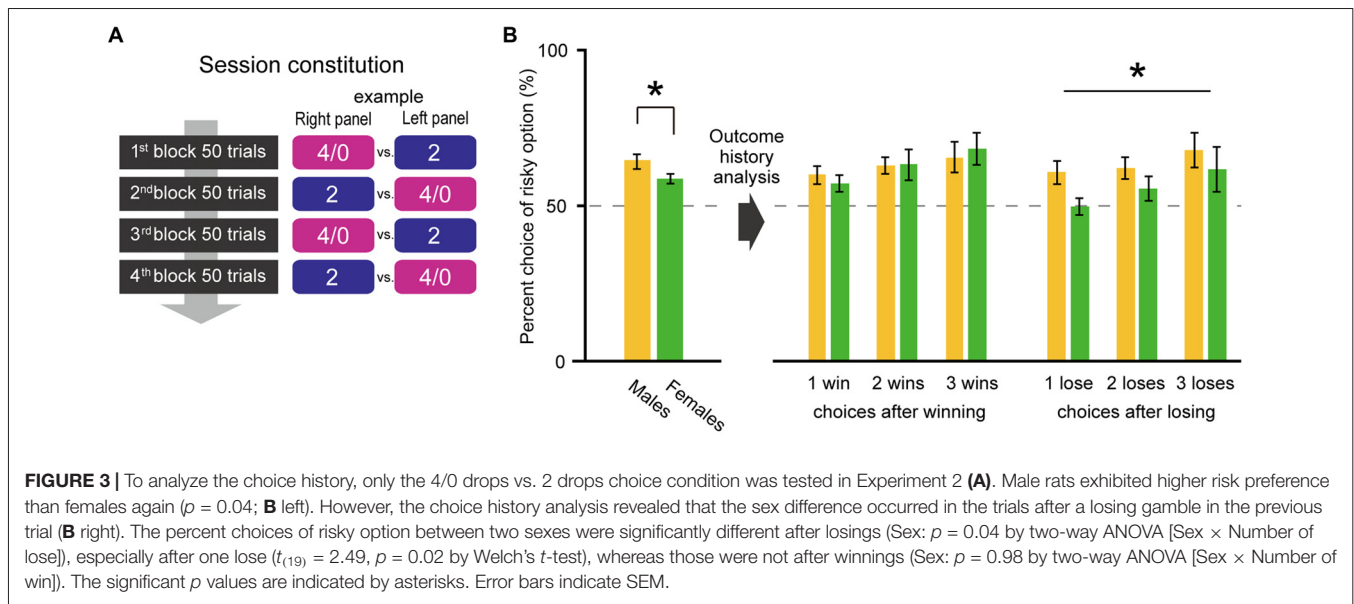 A
Session constitution
example
Right panel Left panel
1st block 50 trials 4/0 vs. 2
2nd block 50 trials 2 vs. 4/0
3rd block 50 trials 4/0 vs. 2
4th block 50 trials 2 vs. 4/0
B
Percent choice of risky option (%)
100
50
0
*
Males Females
Outcome
history
analysis
*
1 win 2 wins 3 wins
choices after winning
1 lose 2 loses 3 loses
choices after losing
FIGURE 3 | To analyze the choice history, only the 4/0 drops vs. 2 drops choice condition was tested in Experiment 2 (A). Male rats exhibited higher risk preference
than females again (p = 0.04; B left). However, the choice history analysis revealed that the sex difference occurred in the trials after a losing gamble in the previous
trial (B right). The percent choices of risky option between two sexes were significantly different after losings (Sex: p = 0.04 by two-way ANOVA [Sex × Number of
lose]), especially after one lose (t(19) = 2.49, p = 0.02 by Welch's t-test), whereas those were not after winnings (Sex: p = 0.98 by two-way ANOVA [Sex × Number of
win]). The significant p values are indicated by asterisks. Error bars indicate SEM.